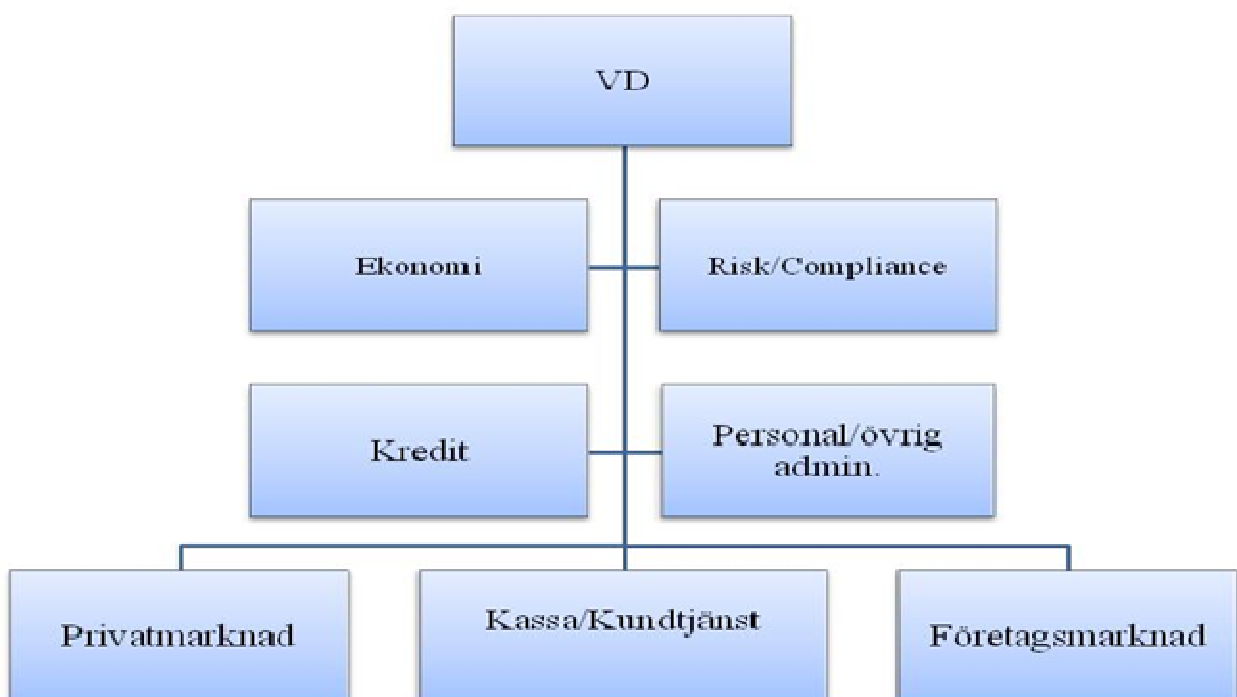 VD
Ekonomi
Risk/Compliance
Kredit
Personal/övrig
admin.
Privatmarknad
Kassa/Kundtjänst
Företagsmarknad